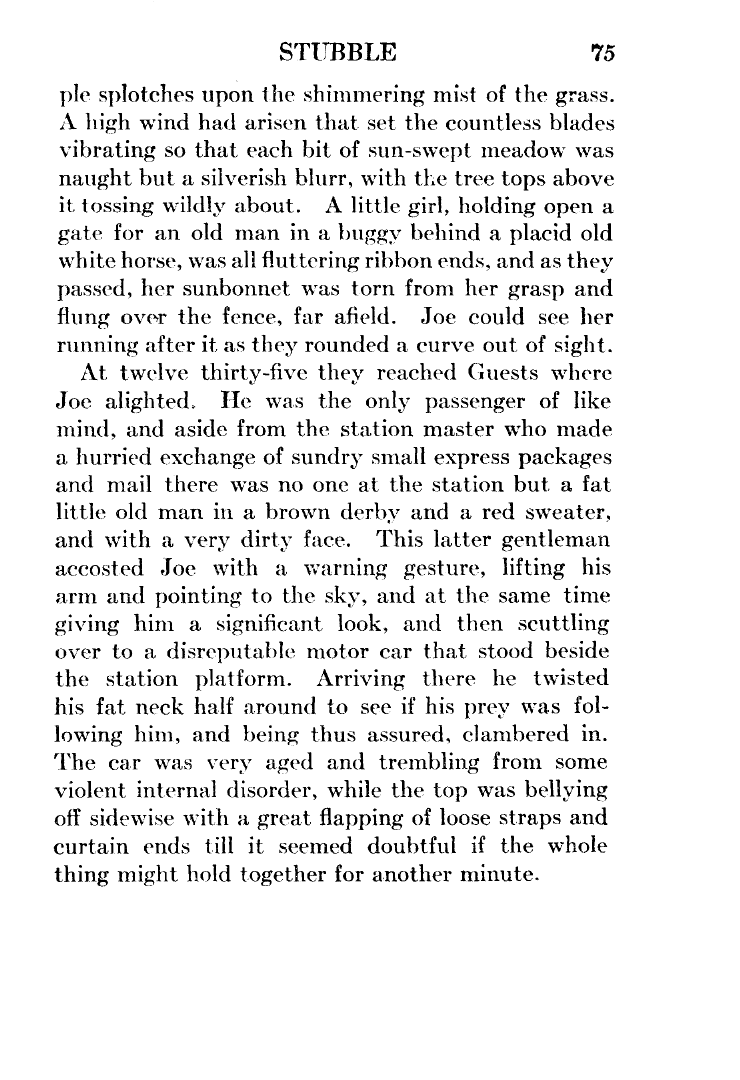 STUBBLE 75
ple splotches upon the shimmering mist of the grass.
A high wind had arisen that set the countless blades
vibrating so that each bit of sun-swept meadow was
naught but a silverish blurr, with the tree tops above
it tossing wildly about. A little girl, holding open a
gate for an old man in a buggy behind a placid old
white horse, was all fluttering ribbon ends, and as they
passed, her sunbonnet was torn from her grasp and
flung over the fence, far afield. Joe could see her
running after it as they rounded a curve out of sight.
At twelve thirty-five they reached Guests where
Joe alighted. He was the only passenger of like
mind, and aside from the station master who made
a hurried exchange of sundry small express packages
and mail there was no one at the station but a fat
little old man in a brown derby and a red sweater,
and with a very dirty face. This latter gentleman
accosted Joe with a warning gesture, lifting his
arm and pointing to the sky, and at the same time
giving him a significant look, and then scuttling
over to a disreputable motor car that stood beside
the station platform. Arriving there he twisted
his fat neck half around to see if his prey was fol-
lowing him, and being thus assured, clambered in.
The car was very aged and trembling from some
violent internal disorder, while the top was bellying
off sidewise with a great flapping of loose straps and
curtain ends till it seemed doubtful if the whole
thing might hold together for another minute.